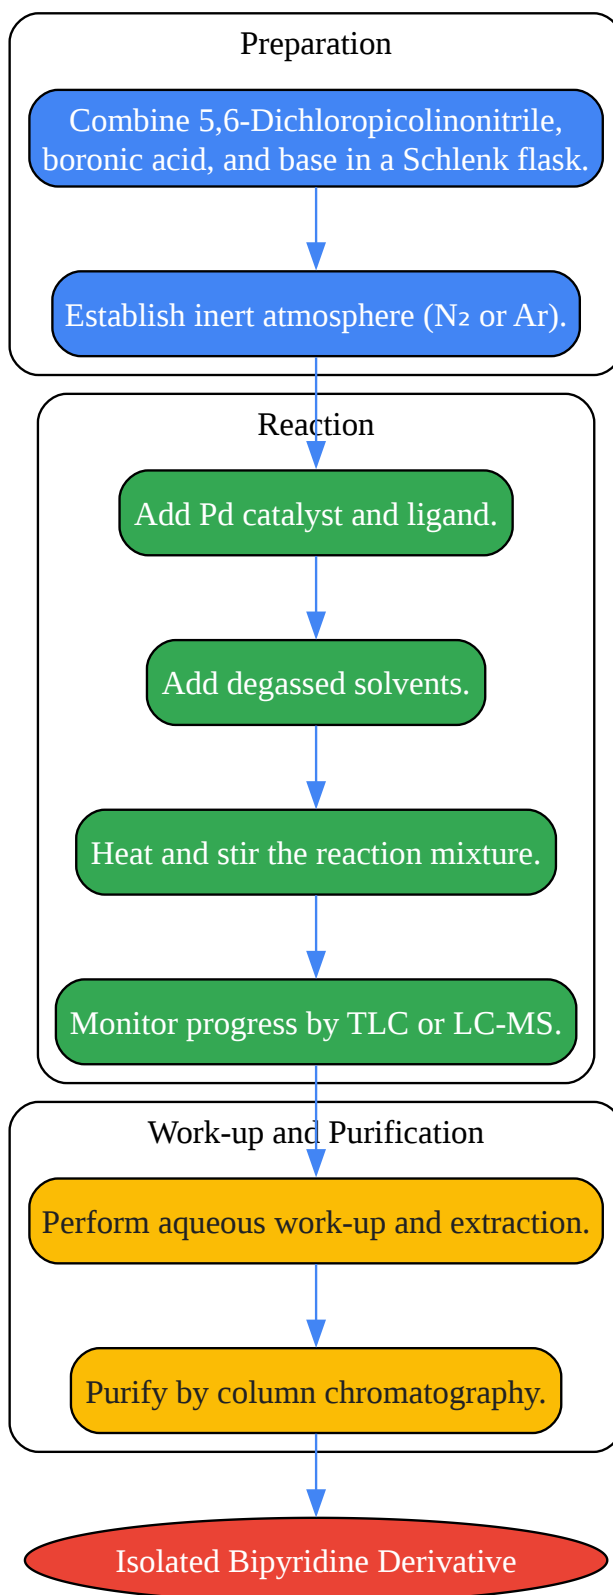 Preparation
Combine 5,6-Dichloropicolinonitrile,
boronic acid, and base in a Schlenk flask.
Establish inert atmosphere (N₂ or Ar).
Reaction
Add Pd catalyst and ligand.
Add degassed solvents.
Heat and stir the reaction mixture.
Monitor progress by TLC or LC-MS.
Work-up and Purification
Perform aqueous work-up and extraction.
Purify by column chromatography.
Isolated Bipyridine Derivative